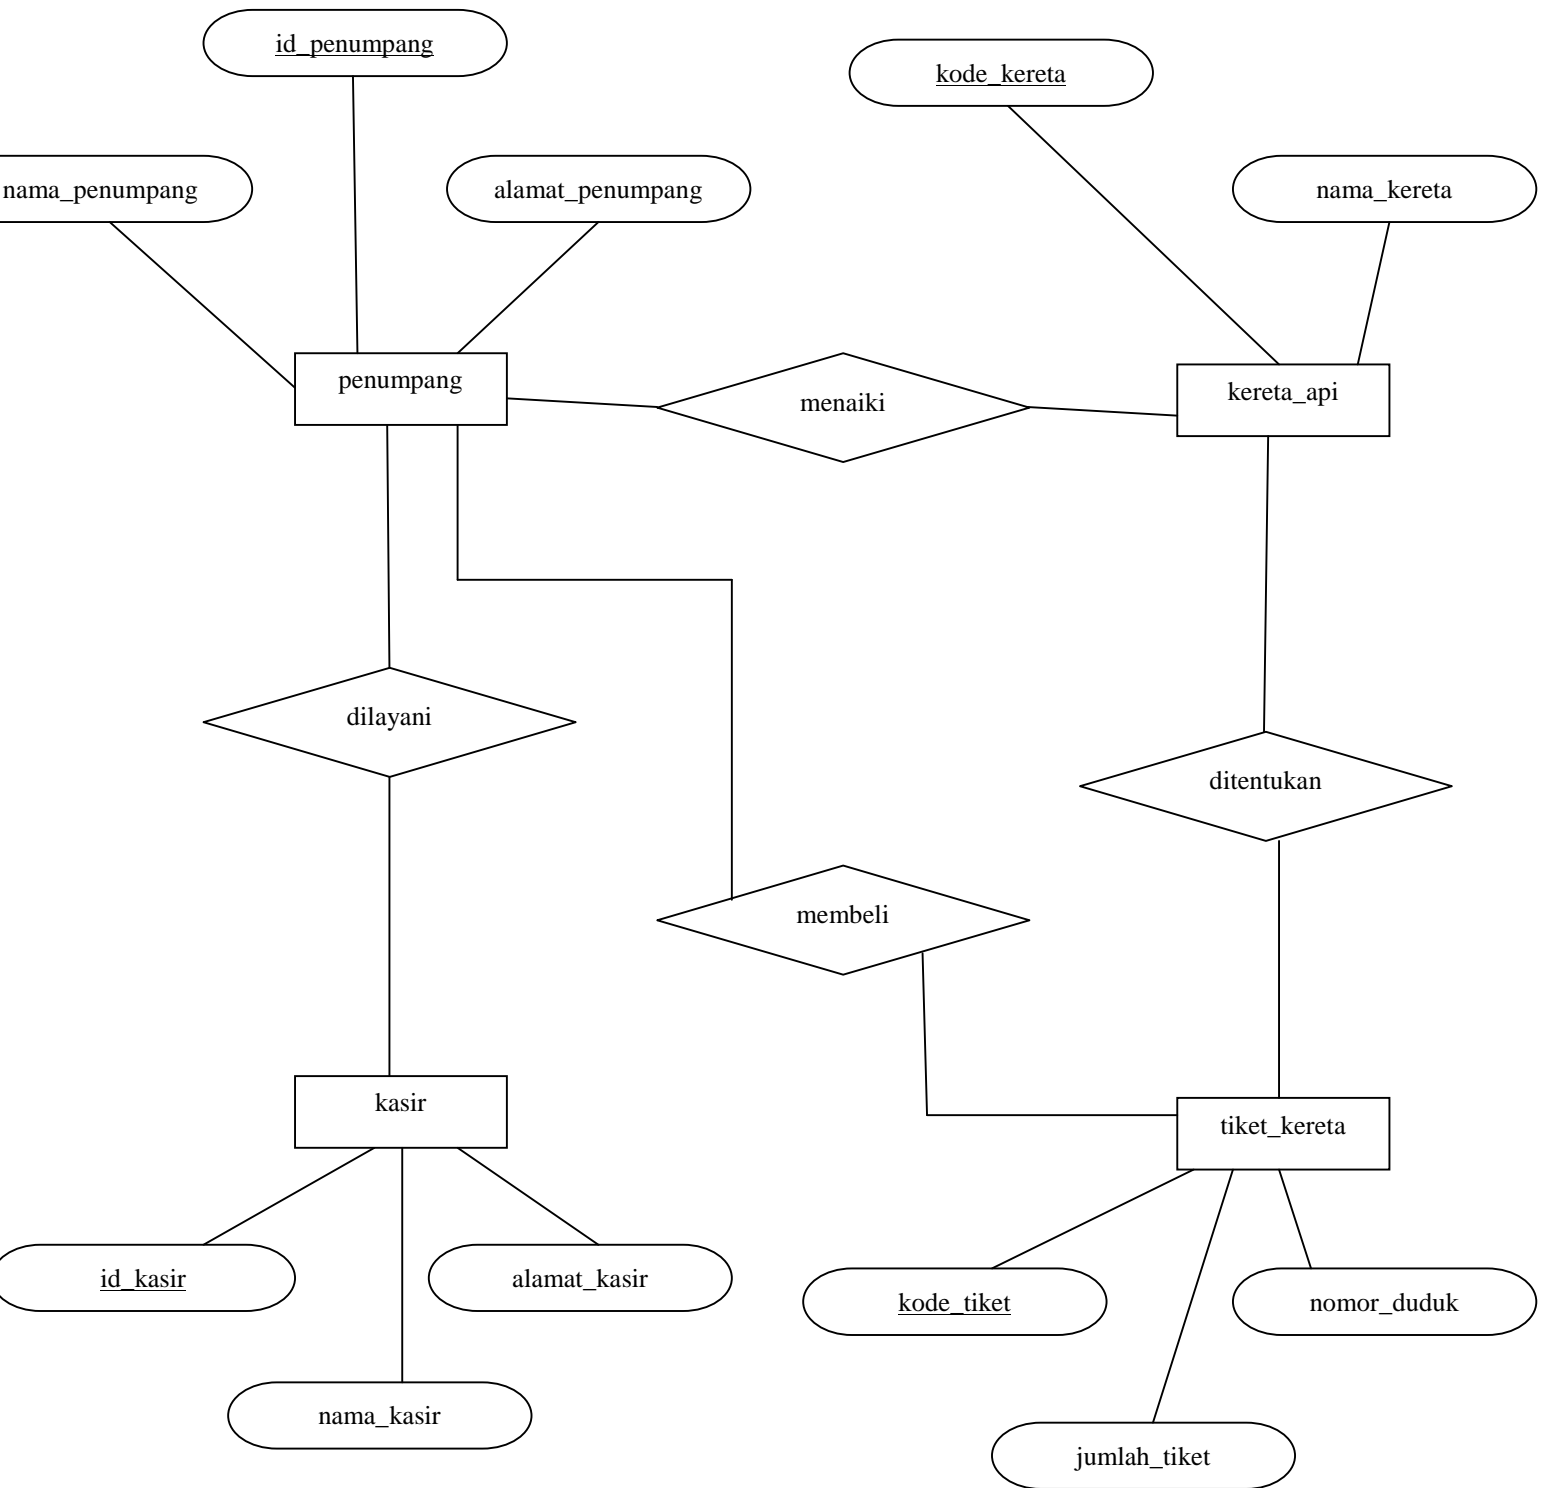 id_penumpang
kode_kereta
nama_penumpang
alamat_penumpang
nama_kereta
penumpang
menaiki
kereta_api
dilayani
ditentukan
membeli
kasir
tiket_kereta
id_kasir
alamat_kasir
kode_tiket
nomor_duduk
nama_kasir
jumlah_tiket